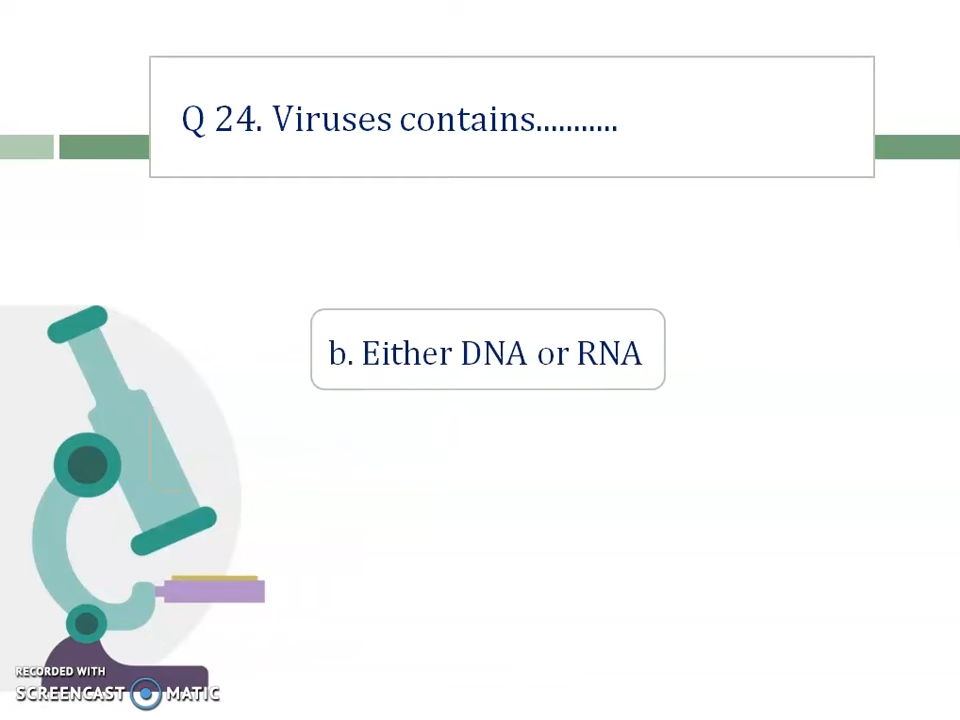 Q 24. Viruses contains...........
b. Either DNA or RNA
RECORDED WITH
SCREENCAST MATIC